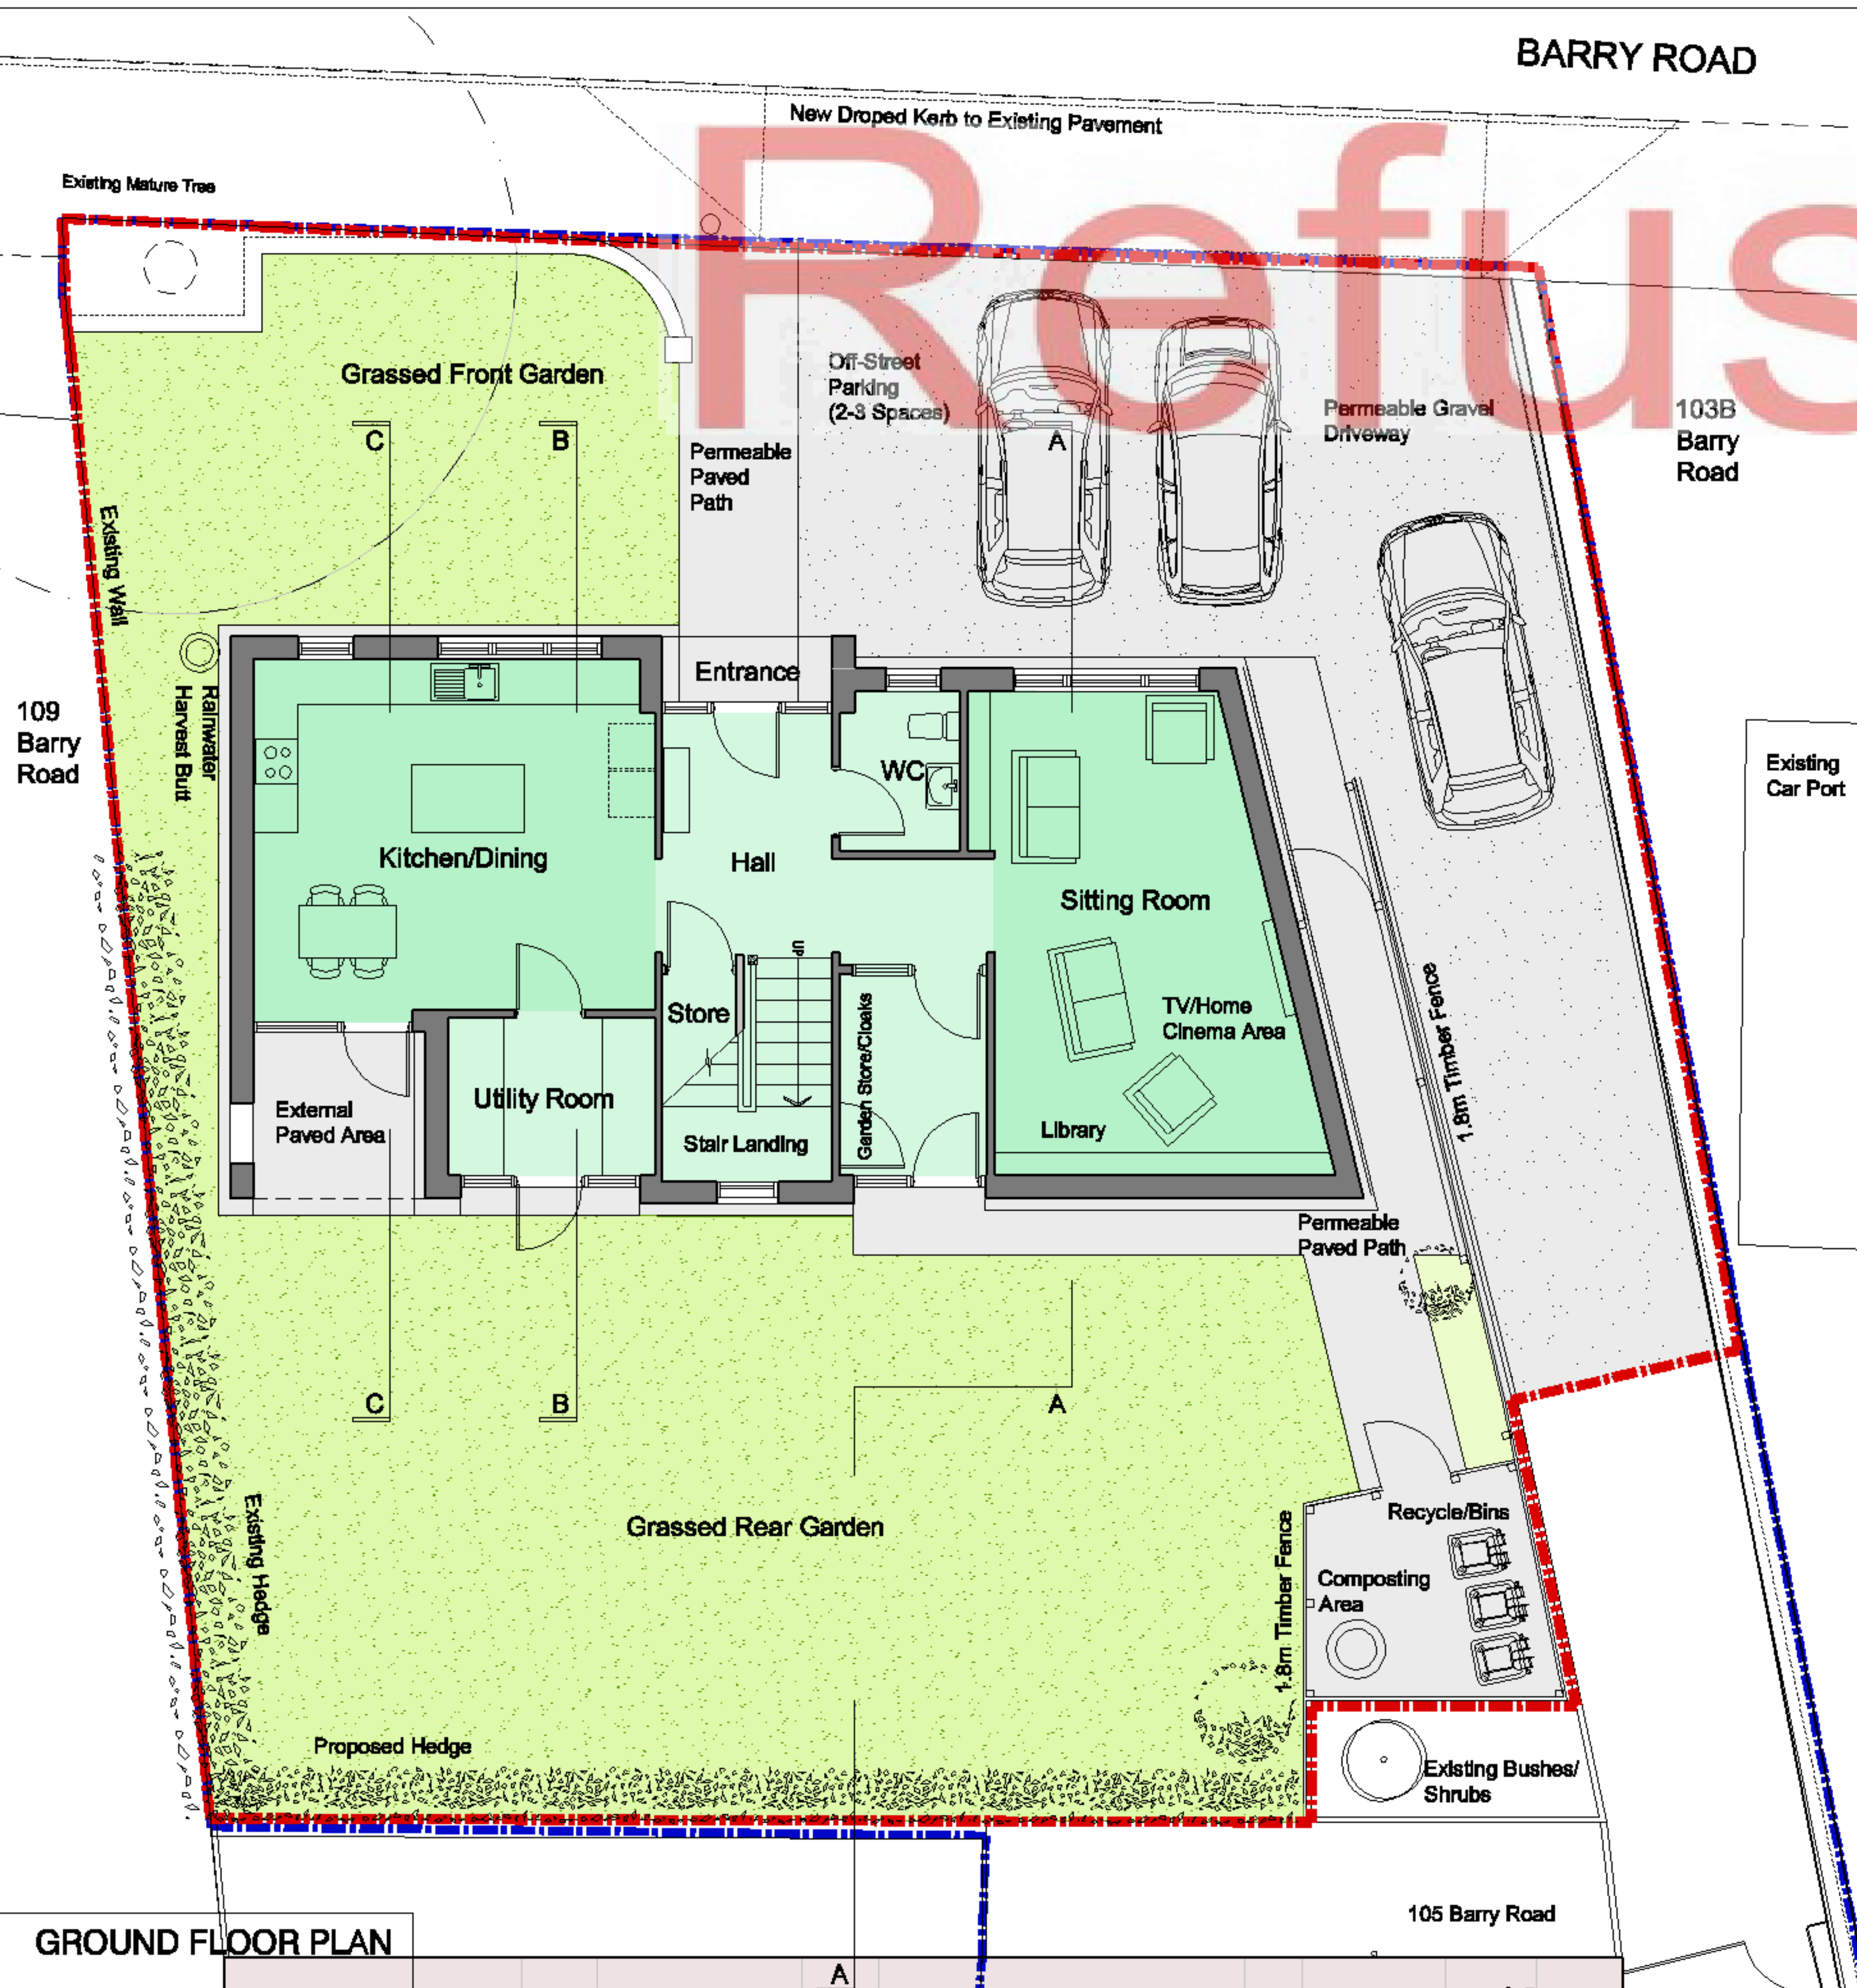 BARRY ROAD
New Droped Kerb to Existing Pavement
Refus
Existing Mature Tree
Grassed Front Garden
Off-Street
Parking
(2-3 Spaces)
Permeable Gravel
Driveway
103B
Barry
Road
C
B
A
Permeable
Paved
Path
Existing Wall
Rainwater
Harvest Butt
109
Barry
Road
Entrance
WC
Existing
Car Port
Kitchen/Dining
Hall
Sitting Room
UP
Store
Garden Store/Cloaks
TV/Home
Cinema Area
1.8m Timber Fence
External
Paved Area
Utility Room
Stair Landing
Library
Permeable
Paved Path
C
B
A
Existing Hedge
Grassed Rear Garden
1.8m Timber Fence
Recycle/Bins
Composting
Area
Proposed Hedge
Existing Bushes/
Shrubs
105 Barry Road
GROUND FLOOR PLAN
A